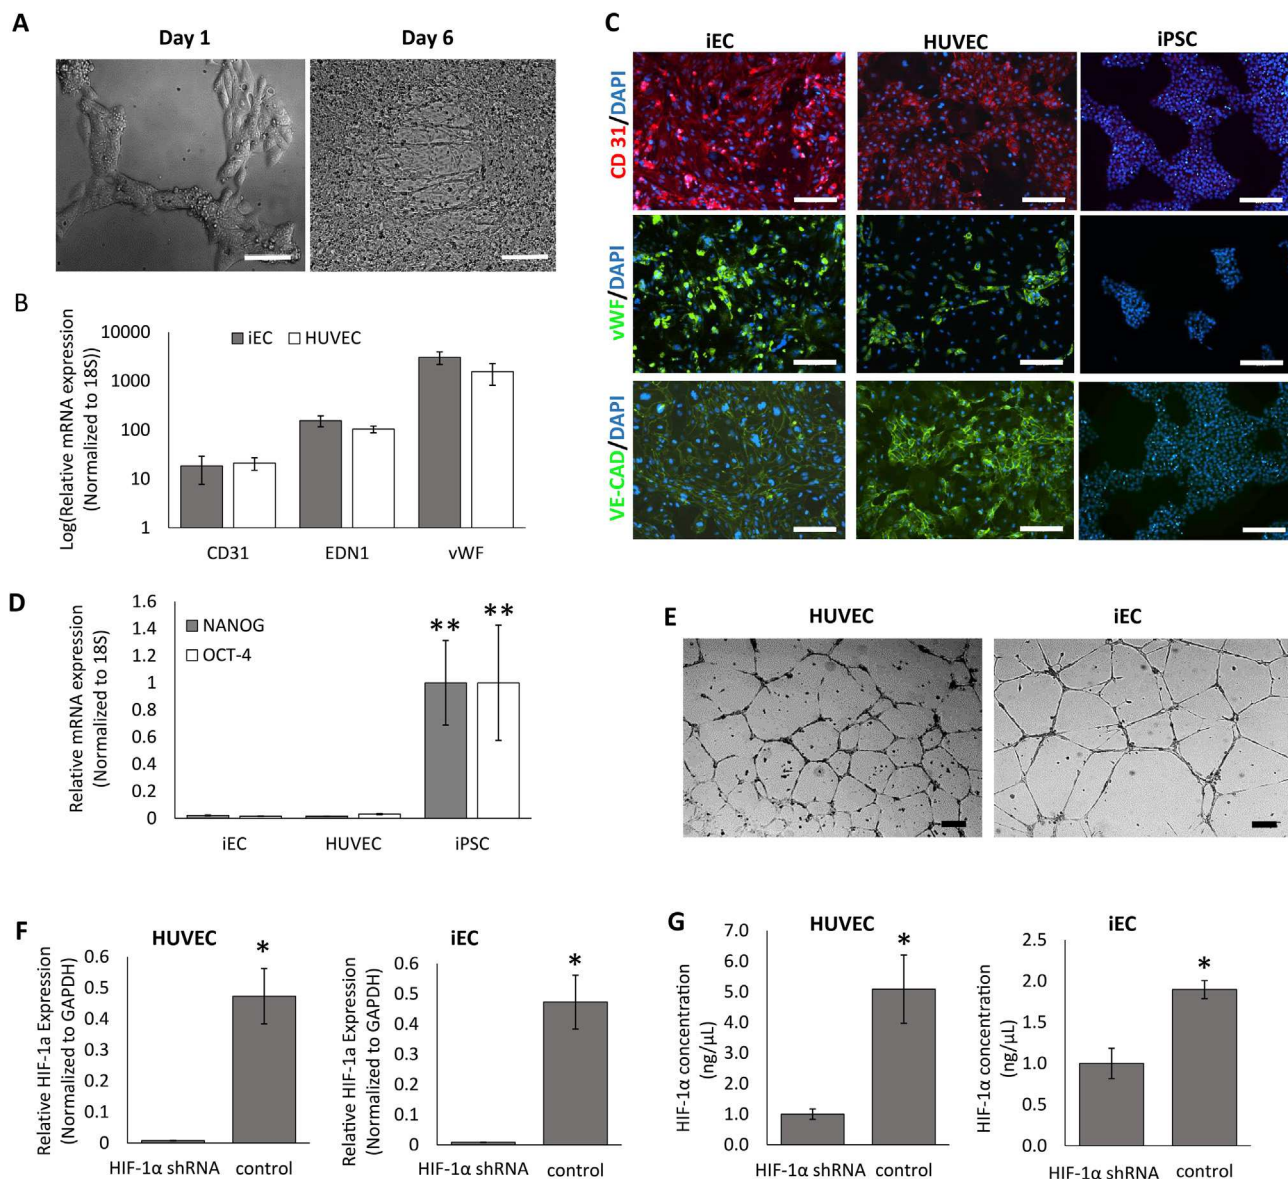 A
Day 1
Day 6
B
Log(Relative mRNA expression
(Normalized to 18S))
10000
1000
100
10
1
iEC
HUVEC
CD31
EDN1
vWF
C
iEC
HUVEC
iPSC
CD 31/DAPI
vWF/DAPI
VE-CAD/DAPI
D
Relative mRNA expression
(Normalized to 18S)
1.6
1.4
1.2
1
0.8
0.6
0.4
0.2
0
NANOG
OCT-4
**
**
iEC
HUVEC
iPSC
E
HUVEC
iEC
F
HUVEC
Relative HIF-1a Expression
(Normalized to GAPDH)
0.6
0.5
0.4
0.3
0.2
0.1
0
*
HIF-1α shRNA
control
iEC
Relative HIF-1a Expression
(Normalized to GAPDH)
0.6
0.5
0.4
0.3
0.2
0.1
0
*
HIF-1α shRNA
control
G
HUVEC
HIF-1α concentration
(ng/µL)
7.0
6.0
5.0
4.0
3.0
2.0
1.0
0.0
*
HIF-1α shRNA
control
iEC
HIF-1α concentration
(ng/µL)
2.5
2.0
1.5
1.0
0.5
0.0
*
HIF-1α shRNA
control